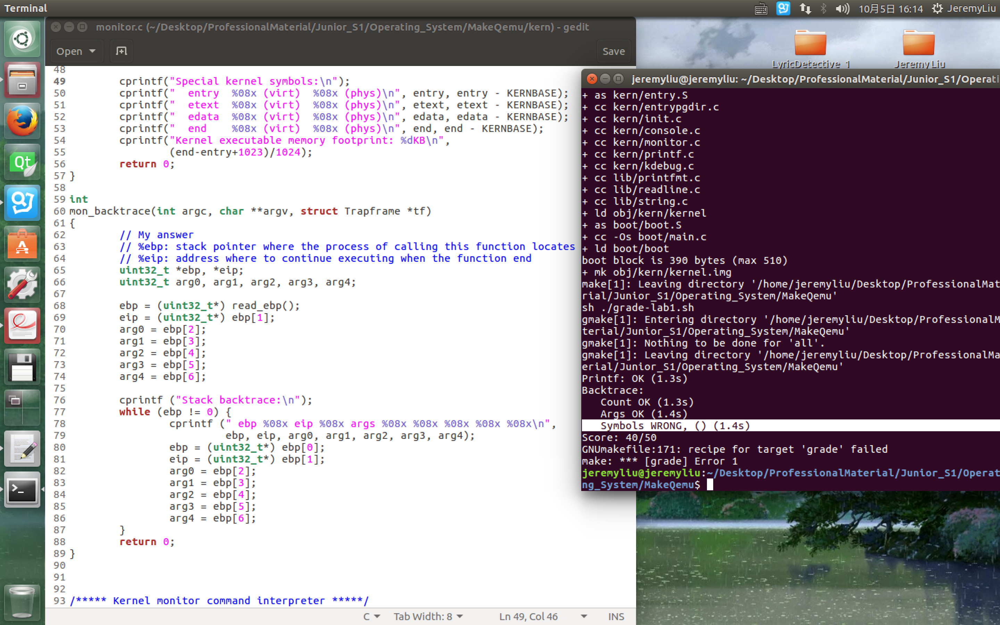 Terminal
10月5日 16:14 JeremyLiu
monitor.c (~/Desktop/ProfessionalMaterial/Junior_S1/Operating_System/MakeQemu/kern) - gedit
Open
Save
48
49 cprintf("Special kernel symbols:\n");
50 cprintf("  entry  %08x (virt)  %08x (phys)\n", entry, entry - KERNBASE);
51 cprintf("  etext  %08x (virt)  %08x (phys)\n", etext, etext - KERNBASE);
52 cprintf("  edata  %08x (virt)  %08x (phys)\n", edata, edata - KERNBASE);
53 cprintf("  end    %08x (virt)  %08x (phys)\n", end, end - KERNBASE);
54 cprintf("Kernel executable memory footprint: %dKB\n",
55 (end-entry+1023)/1024);
56 return 0;
57 }
58
59 int
60 mon_backtrace(int argc, char **argv, struct Trapframe *tf)
61 {
62 // My answer
63 // %ebp: stack pointer where the process of calling this function locates
64 // %eip: address where to continue executing when the function end
65 uint32_t *ebp, *eip;
66 uint32_t arg0, arg1, arg2, arg3, arg4;
67
68 ebp = (uint32_t*) read_ebp();
69 eip = (uint32_t*) ebp[1];
70 arg0 = ebp[2];
71 arg1 = ebp[3];
72 arg2 = ebp[4];
73 arg3 = ebp[5];
74 arg4 = ebp[6];
75
76 cprintf ("Stack backtrace:\n");
77 while (ebp != 0) {
78 cprintf (" ebp %08x eip %08x args %08x %08x %08x %08x %08x\n",
79 ebp, eip, arg0, arg1, arg2, arg3, arg4);
80 ebp = (uint32_t*) ebp[0];
81 eip = (uint32_t*) ebp[1];
82 arg0 = ebp[2];
83 arg1 = ebp[3];
84 arg2 = ebp[4];
85 arg3 = ebp[5];
86 arg4 = ebp[6];
87 }
88 return 0;
89 }
90
91
92
93 /***** Kernel monitor command interpreter *****/
C Tab Width: 8 Ln 49, Col 46 INS
LyricDetective_1 Jeremy Liu
jeremyliu@jeremyliu: ~/Desktop/ProfessionalMaterial/Junior_S1/Operati
+ as kern/entry.S
+ cc kern/entrypgdir.c
+ cc kern/init.c
+ cc kern/console.c
+ cc kern/monitor.c
+ cc kern/printf.c
+ cc kern/kdebug.c
+ cc lib/printfmt.c
+ cc lib/readline.c
+ cc lib/string.c
+ ld obj/kern/kernel
+ as boot/boot.S
+ cc -Os boot/main.c
+ ld boot/boot
boot block is 390 bytes (max 510)
+ mk obj/kern/kernel.img
make[1]: Leaving directory '/home/jeremyliu/Desktop/ProfessionalMat
rial/Junior_S1/Operating_System/MakeQemu'
sh ./grade-lab1.sh
gmake[1]: Entering directory '/home/jeremyliu/Desktop/ProfessionalM
terial/Junior_S1/Operating_System/MakeQemu'
gmake[1]: Nothing to be done for 'all'.
gmake[1]: Leaving directory '/home/jeremyliu/Desktop/ProfessionalMa
erial/Junior_S1/Operating_System/MakeQemu'
Printf: OK (1.3s)
Backtrace:
Count OK (1.3s)
Args OK (1.4s)
Symbols WRONG, () (1.4s)
Score: 40/50
GNUmakefile:171: recipe for target 'grade' failed
make: *** [grade] Error 1
jeremyliu@jeremyliu:~/Desktop/ProfessionalMaterial/Junior_S1/Operat
ng_System/MakeQemu$
Qt